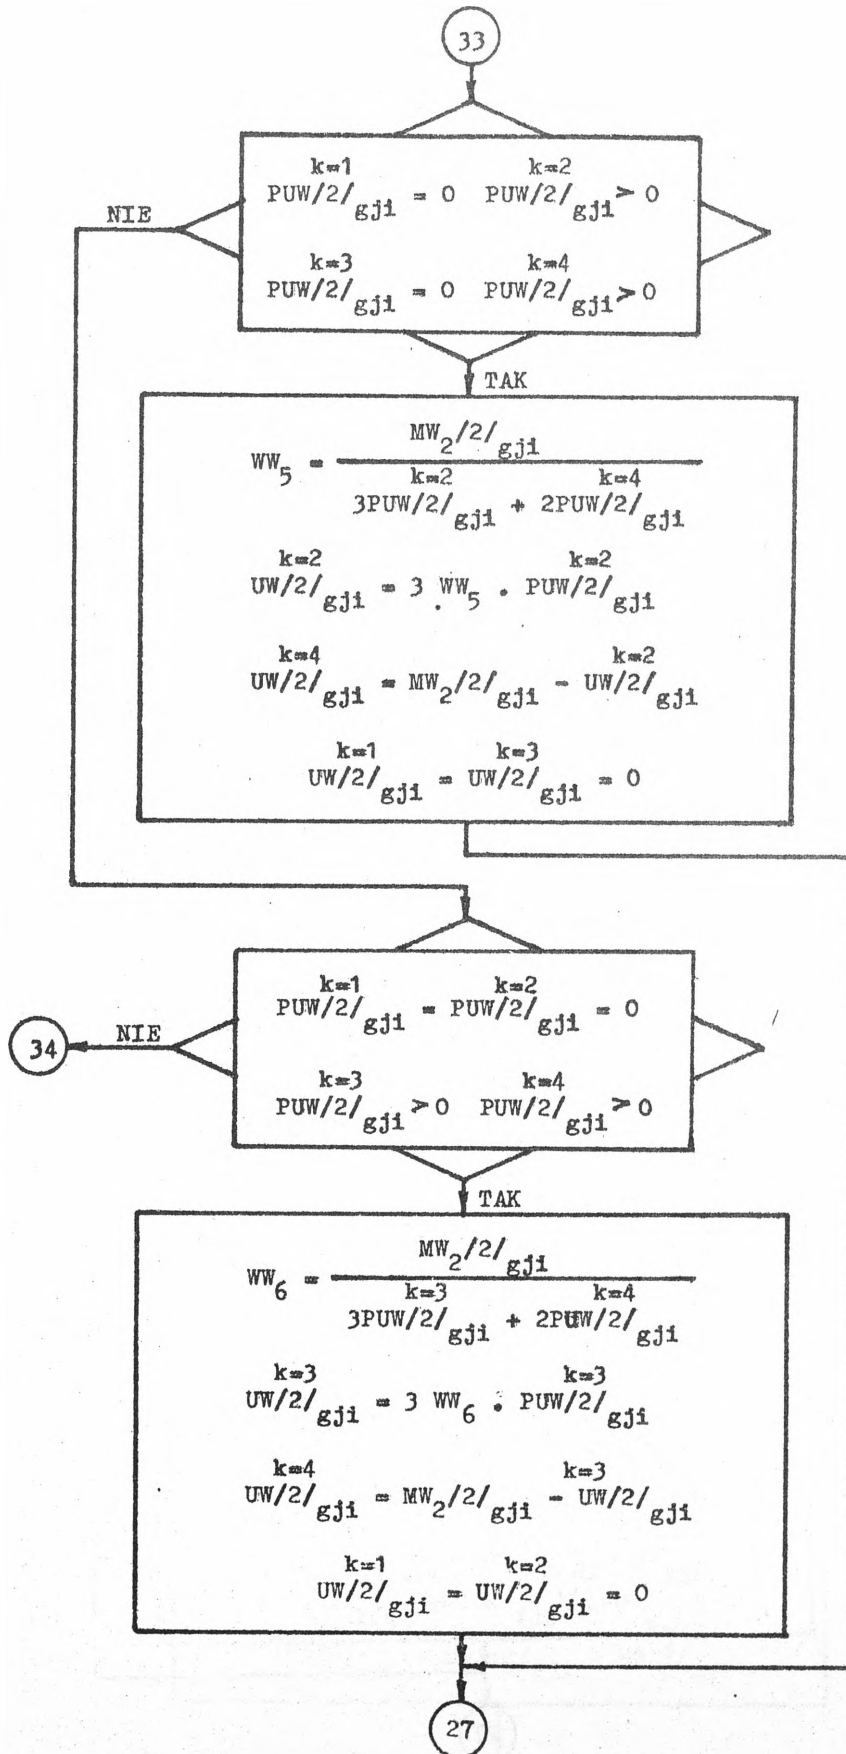 33
k=1 k=2
PUW/2/gji = 0 PUW/2/gji > 0
NIE
k=3 k=4
PUW/2/gji = 0 PUW/2/gji > 0
TAK
MW2/2/gji
WW5 =
k=2 k=4
3PUW/2/gji + 2PUW/2/gji
k=2 k=2
UW/2/gji = 3 WW5 . PUW/2/gji
k=4 k=2
UW/2/gji = MW2/2/gji - UW/2/gji
k=1 k=3
UW/2/gji = UW/2/gji = 0
k=1 k=2
PUW/2/gji = PUW/2/gji = 0
34 NIE
k=3 k=4
PUW/2/gji > 0 PUW/2/gji > 0
TAK
MW2/2/gji
WW6 =
k=3 k=4
3PUW/2/gji + 2PUW/2/gji
k=3 k=3
UW/2/gji = 3 WW6 . PUW/2/gji
k=4 k=3
UW/2/gji = MW2/2/gji - UW/2/gji
k=1 k=2
UW/2/gji = UW/2/gji = 0
27